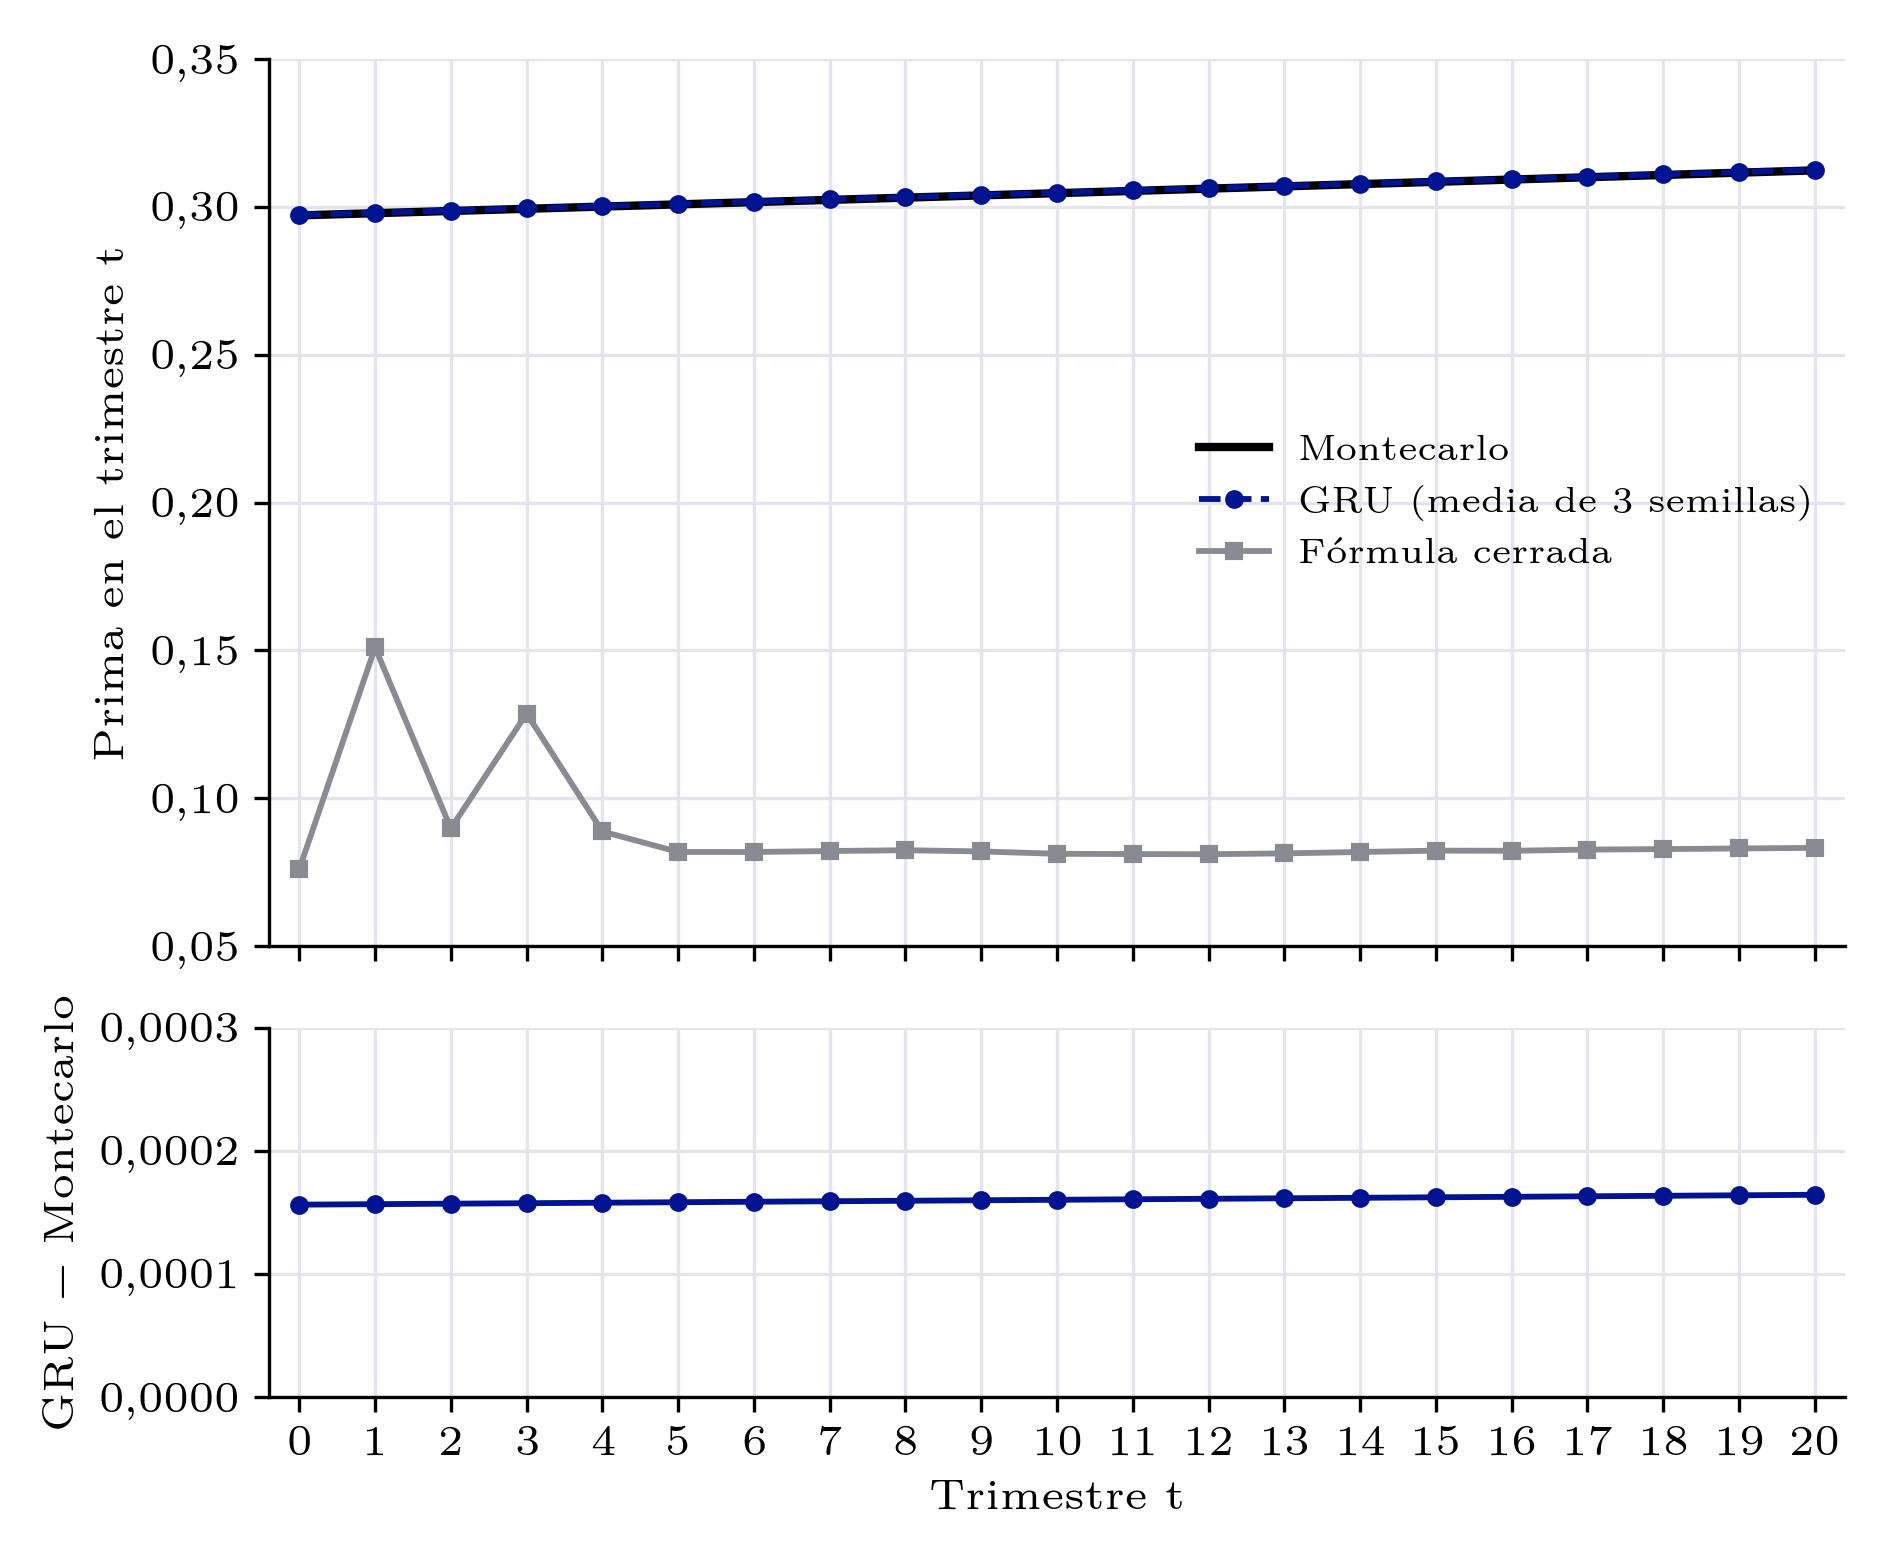 Prima en el trimestre t
0,35
0,30
0,25
0,20
0,15
0,10
0,05
Montecarlo
GRU (media de 3 semillas)
Fórmula cerrada
GRU − Montecarlo
0,0003
0,0002
0,0001
0,0000
0 1 2 3 4 5 6 7 8 9 10 11 12 13 14 15 16 17 18 19 20
Trimestre t